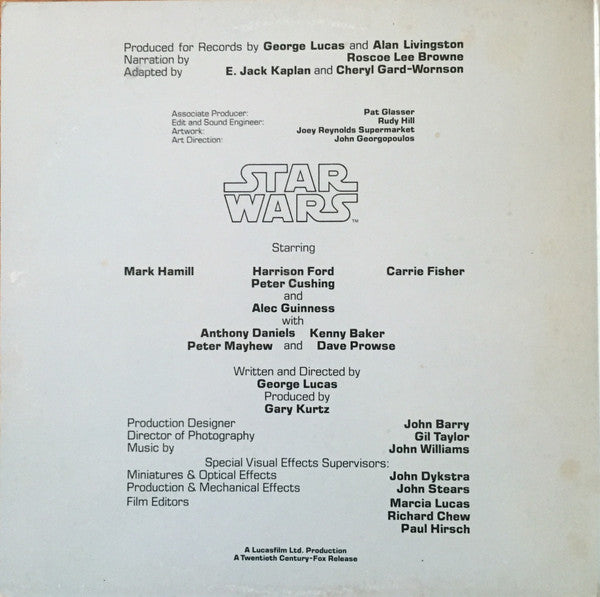 Produced for Records by George Lucas and Alan Livingston
Narration by Roscoe Lee Browne
Adapted by E. Jack Kaplan and Cheryl Gard-Wornson
Associate Producer: Pat Glasser
Edit and Sound Engineer: Rudy Hill
Artwork: Joey Reynolds Supermarket
Art Direction: John Georgopoulos
STAR
WARS™
Starring
Mark Hamill Harrison Ford Carrie Fisher
Peter Cushing
and
Alec Guinness
with
Anthony Daniels Kenny Baker
Peter Mayhew and Dave Prowse
Written and Directed by
George Lucas
Produced by
Gary Kurtz
Production Designer John Barry
Director of Photography Gil Taylor
Music by John Williams
Special Visual Effects Supervisors:
Miniatures & Optical Effects John Dykstra
Production & Mechanical Effects John Stears
Film Editors Marcia Lucas
Richard Chew
Paul Hirsch
A Lucasfilm Ltd. Production
A Twentieth Century-Fox Release